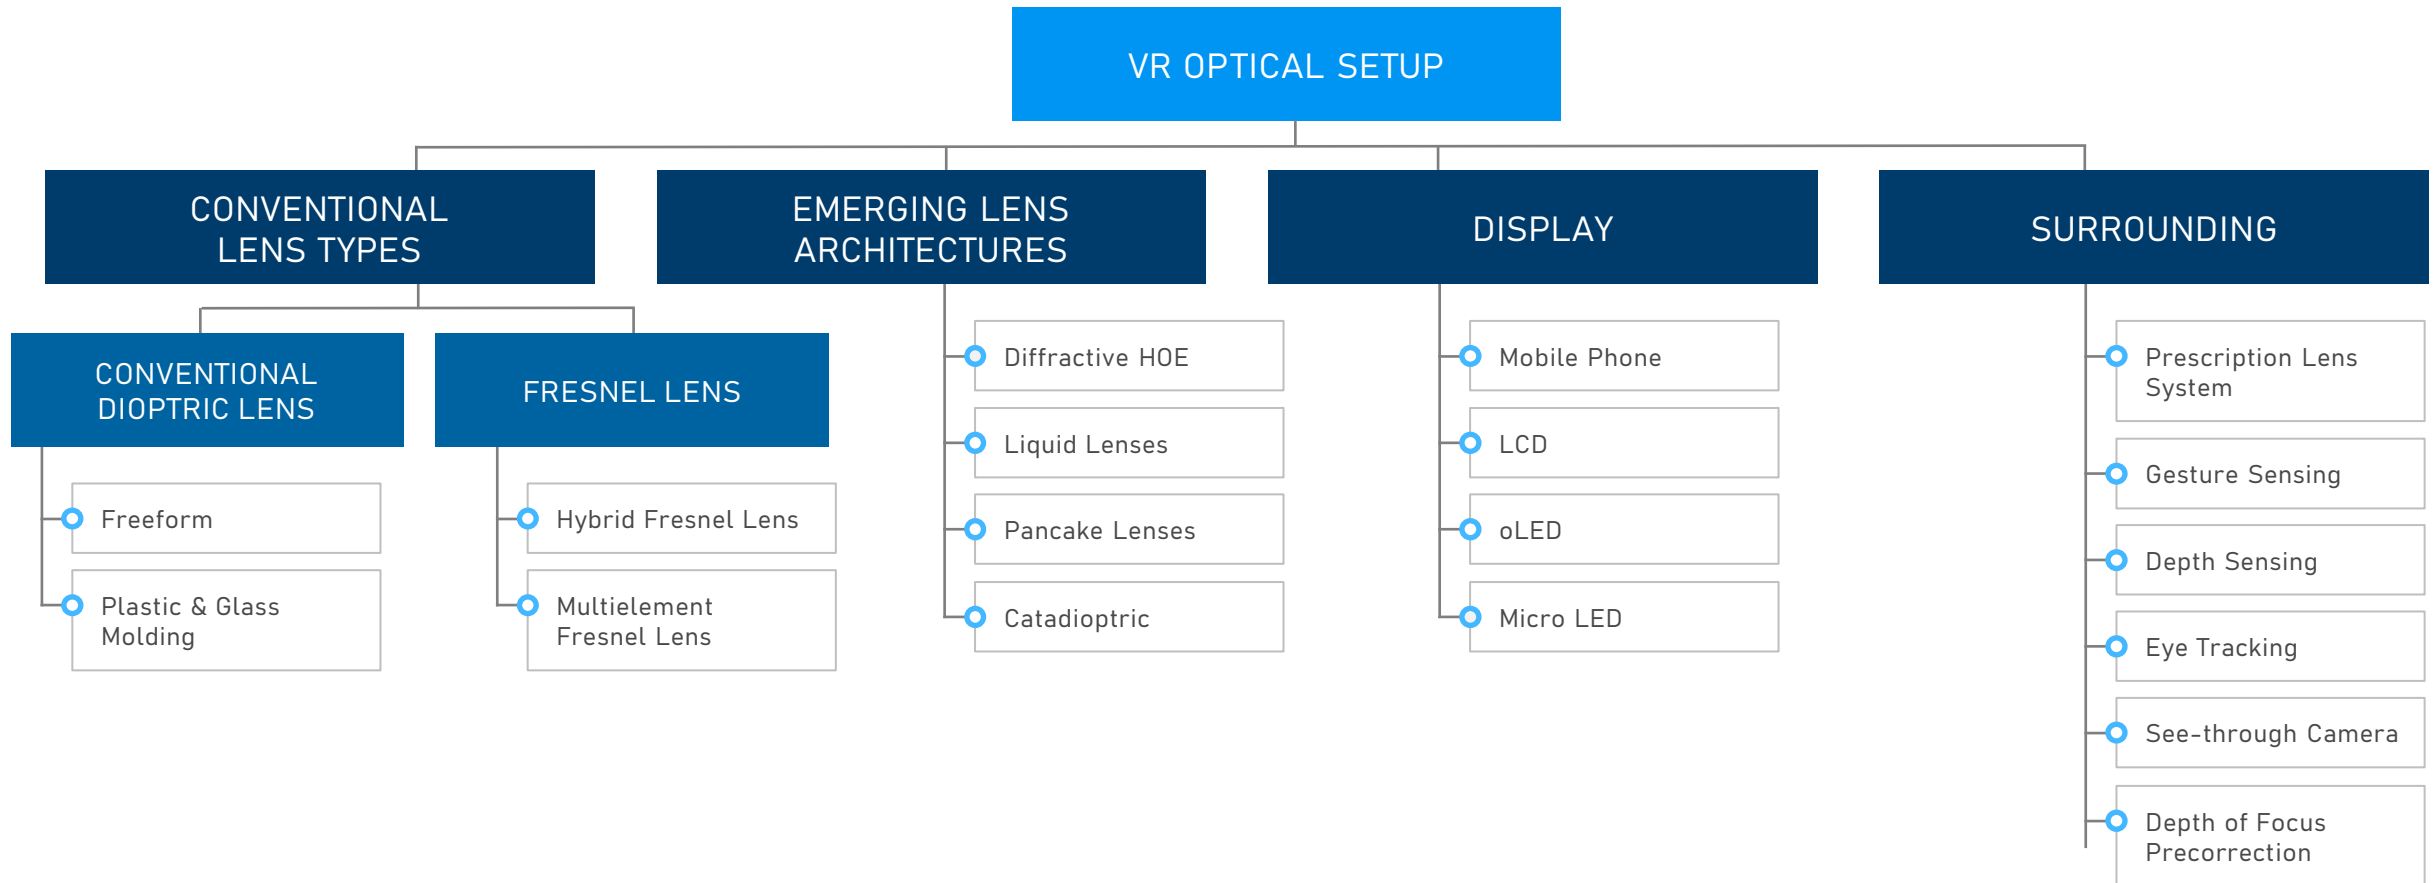 VR OPTICAL SETUP
CONVENTIONAL
LENS TYPES
EMERGING LENS
ARCHITECTURES
DISPLAY
SURROUNDING
CONVENTIONAL
DIOPTRIC LENS
FRESNEL LENS
Freeform
Plastic & Glass
Molding
Hybrid Fresnel Lens
Multielement
Fresnel Lens
Diffractive HOE
Liquid Lenses
Pancake Lenses
Catadioptric
Mobile Phone
LCD
oLED
Micro LED
Prescription Lens
System
Gesture Sensing
Depth Sensing
Eye Tracking
See-through Camera
Depth of Focus
Precorrection